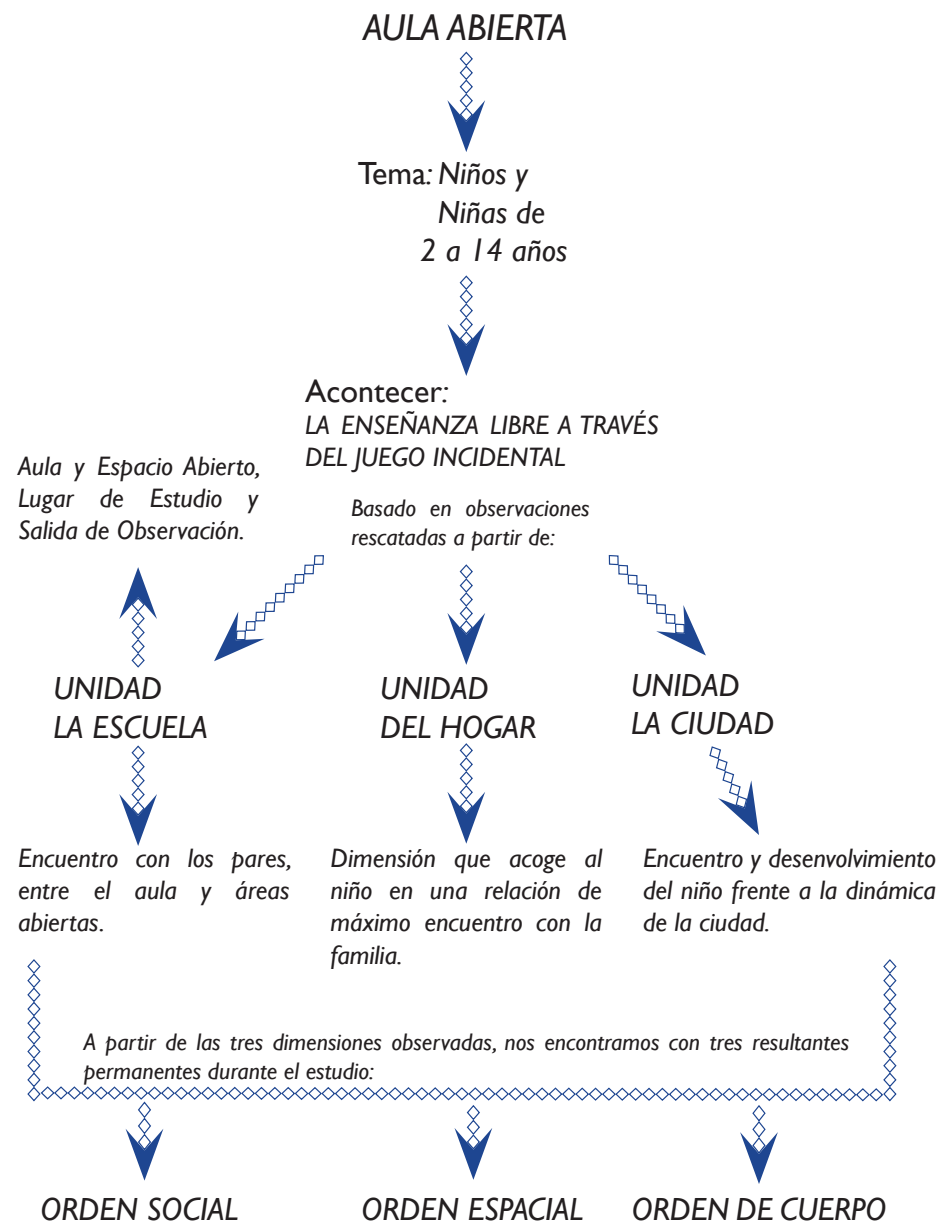 AULA ABIERTA
Tema: Niños y
Niñas de
2 a 14 años
Acontecer:
LA ENSEÑANZA LIBRE A TRAVÉS
DEL JUEGO INCIDENTAL
Aula y Espacio Abierto,
Lugar de Estudio y
Salida de Observación.
Basado en observaciones
rescatadas a partir de:
UNIDAD
LA ESCUELA
UNIDAD
DEL HOGAR
UNIDAD
LA CIUDAD
Encuentro con los pares,
entre el aula y áreas
abiertas.
Dimensión que acoge al
niño en una relación de
máximo encuentro con la
familia.
Encuentro y desenvolvimiento
del niño frente a la dinámica
de la ciudad.
A partir de las tres dimensiones observadas, nos encontramos con tres resultantes
permanentes durante el estudio:
ORDEN SOCIAL
ORDEN ESPACIAL
ORDEN DE CUERPO